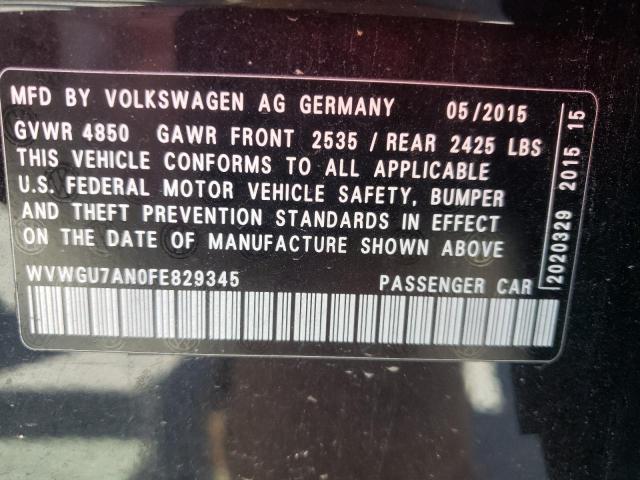 MFD BY VOLKSWAGEN AG GERMANY 05/2015
GVWR 4850 GAWR FRONT 2535 / REAR 2425 LBS
THIS VEHICLE CONFORMS TO ALL APPLICABLE
U.S. FEDERAL MOTOR VEHICLE SAFETY, BUMPER
AND THEFT PREVENTION STANDARDS IN EFFECT
ON THE DATE OF MANUFACTURE SHOWN ABOVE
WVWGU7AN0FE829345 PASSENGER CAR
2020329 2015 15